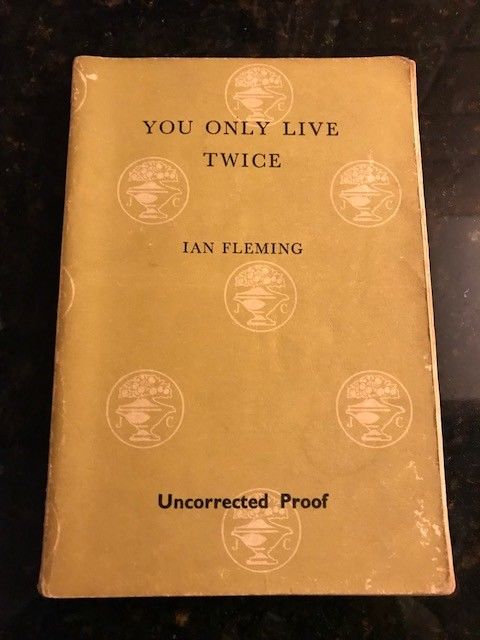 YOU ONLY LIVE
TWICE
J C
J C
J C
IAN FLEMING
J C
J C
J C
Uncorrected Proof
J C